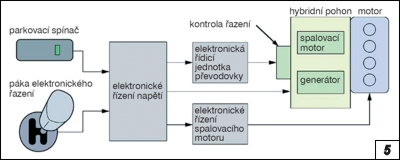 parkovací spínač
páka elektronického
řazení
elektronické
řízení napětí
elektronická
řídicí
jednotka
převodovky
elektronické
řízení
spalovacího
motoru
kontrola řazení
hybridní pohon
spalovací
motor
generátor
motor
5